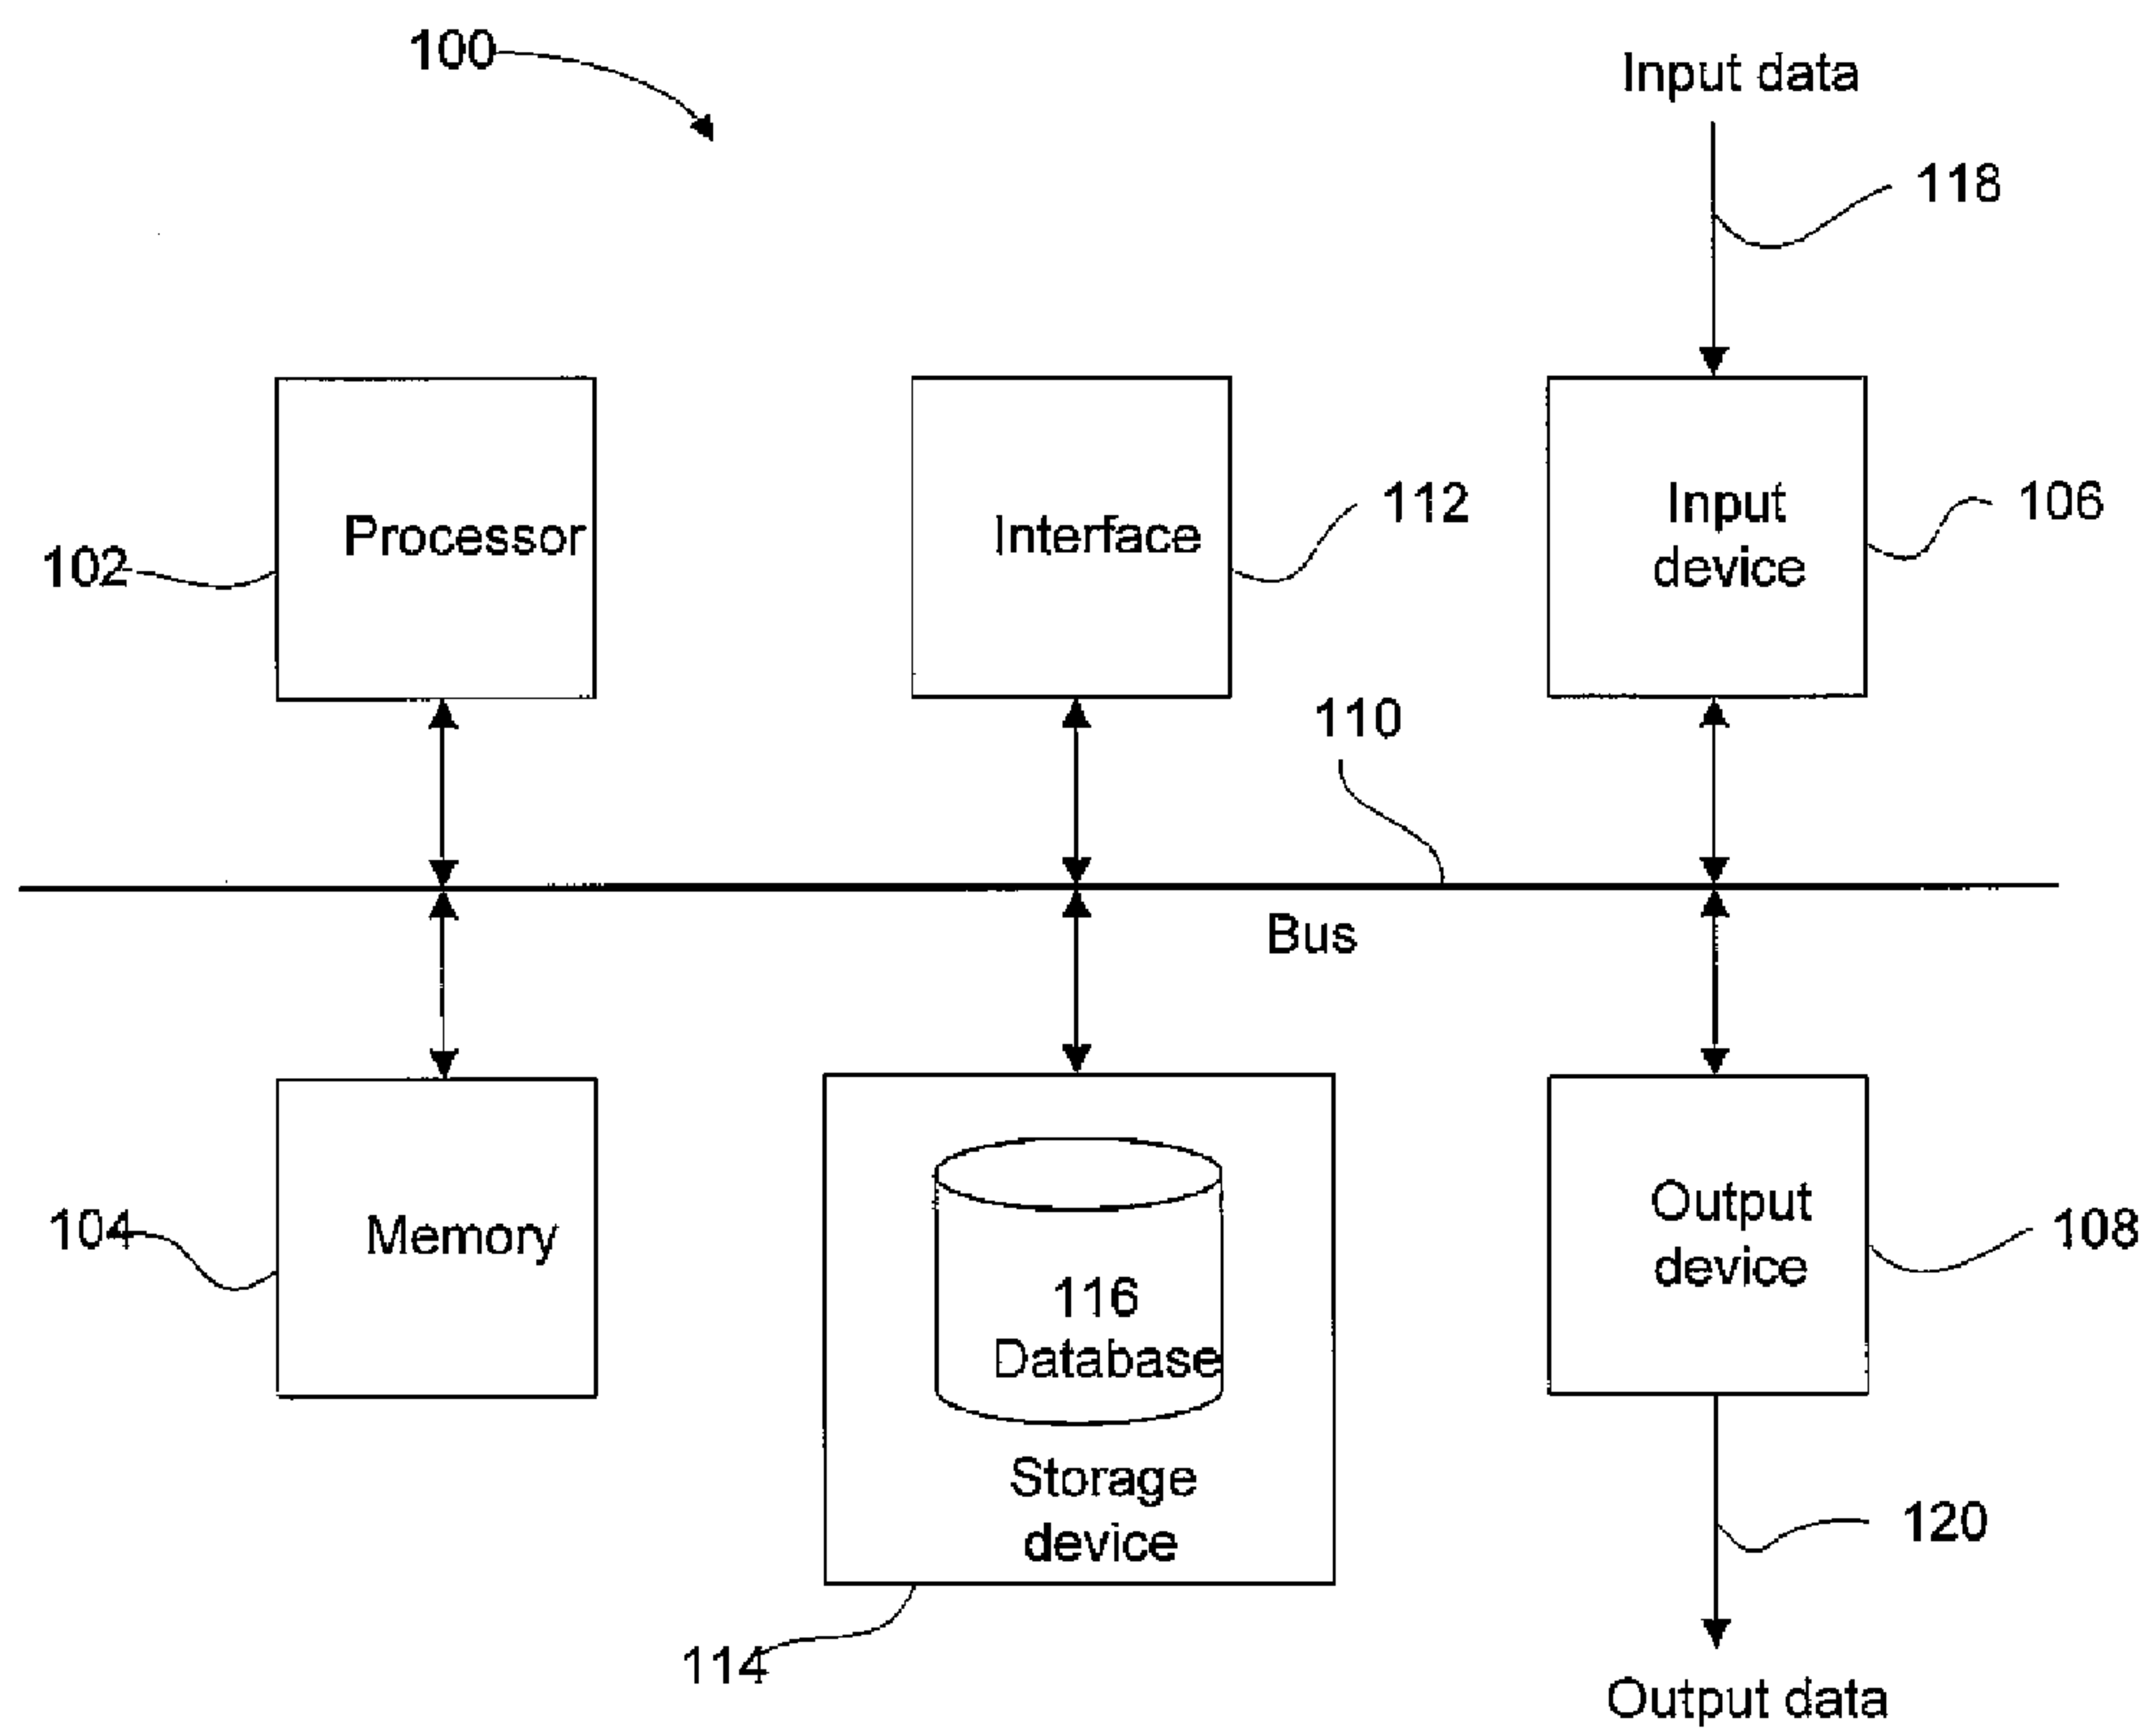 100
Input data
118
Processor
102
Interface
112
Input
device
106
110
Bus
Memory
104
116
Database
Storage
device
114
Output
device
108
120
Output data